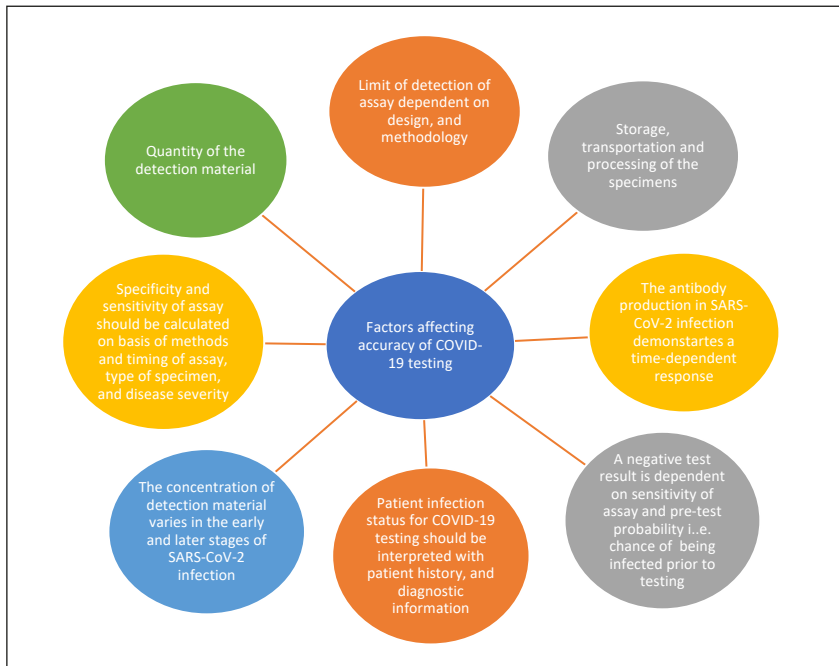 Limit of detection of
assay dependent on
design, and
methodology
Storage,
transportation and
processing of the
specimens
The antibody
production in SARS-
CoV-2 infection
demonstartes a
time-dependent
response
A negative test
result is dependent
on sensitivity of
assay and pre-test
probability i..e.
chance of being
infected prior to
testing
Patient infection
status for COVID-19
testing should be
interpreted with
patient history, and
diagnostic
information
The concentration of
detection material
varies in the early
and later stages of
SARS-CoV-2
infection
Specificity and
sensitivity of assay
should be calculated
on basis of methods
and timing of assay,
type of specimen,
and disease severity
Quantity of the
detection material
Factors affecting
accuracy of COVID-
19 testing